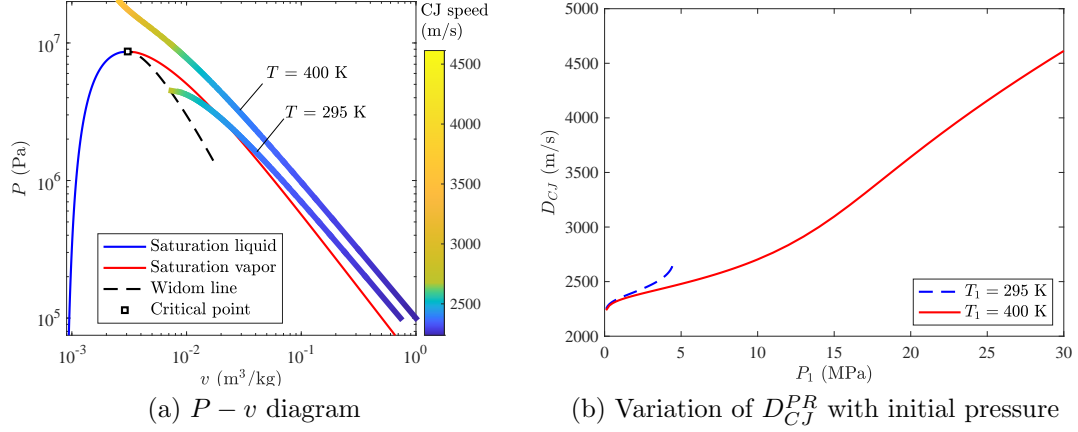 CJ speed
(m/s)
10^7
10^6
10^5
P (Pa)
T = 400 K
T = 295 K
4500
4000
3500
3000
2500
Saturation liquid
Saturation vapor
Widom line
Critical point
10^-3 10^-2 10^-1 10^0
v (m^3/kg)
(a) P − v diagram
5000
4500
4000
3500
3000
2500
2000
D_CJ (m/s)
T_1 = 295 K
T_1 = 400 K
0 5 10 15 20 25 30
P_1 (MPa)
(b) Variation of D_CJ^PR with initial pressure